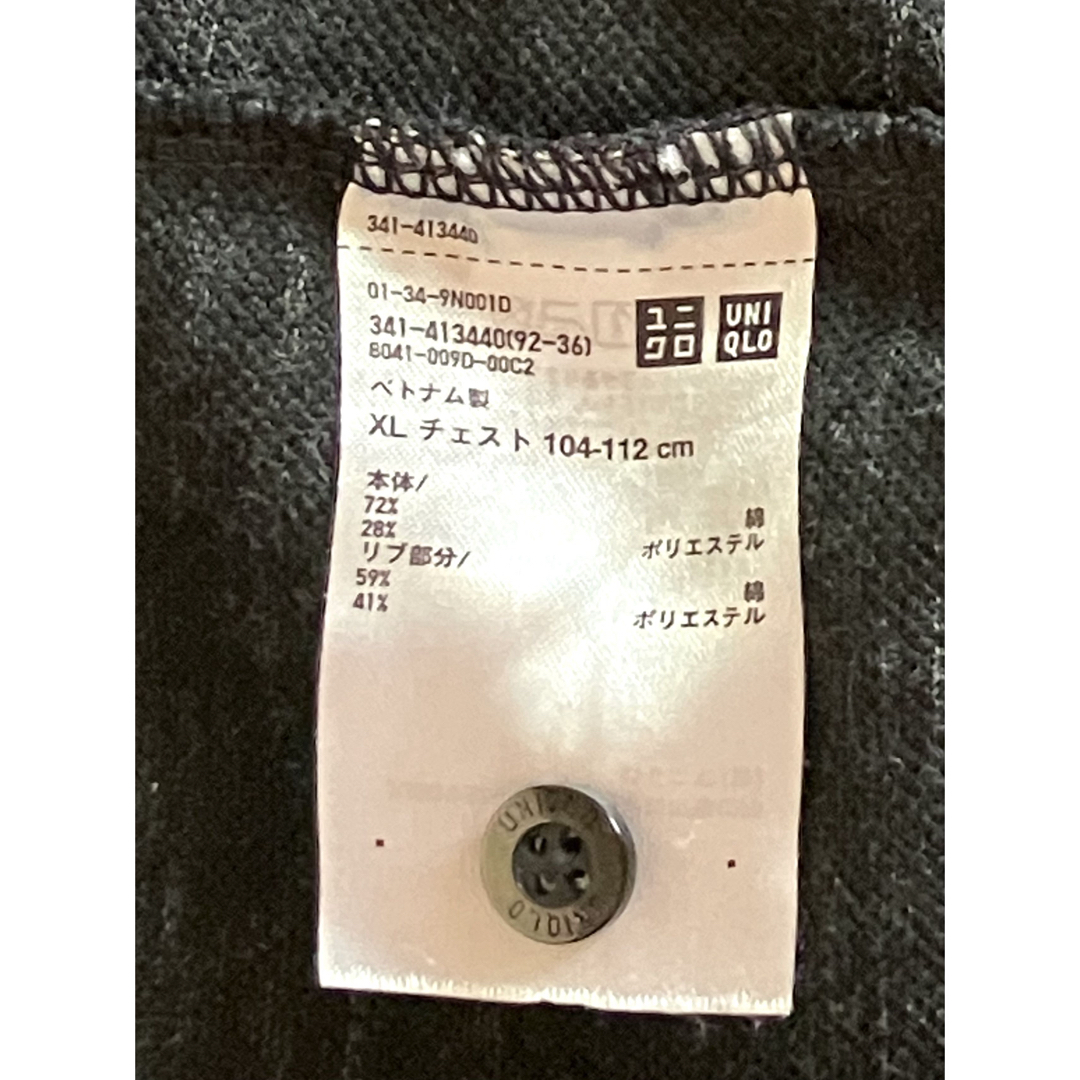 341-413440
01-34-9N001D
341-413440(92-36)
8041-009D-00C2
ユニクロ
UNIQLO
ベトナム製
XL チェスト 104-112 cm
本体/
72% 綿
28% ポリエステル
リブ部分/
59% 綿
41% ポリエステル
UNIQLO
UNIQLO